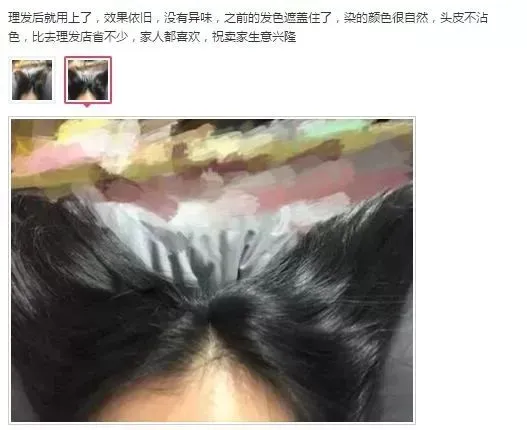 理发后就用上了，效果依旧，没有异味，之前的发色遮盖住了，染的颜色很自然，头皮不沾
色，比去理发店省不少，家人都喜欢，祝卖家生意兴隆